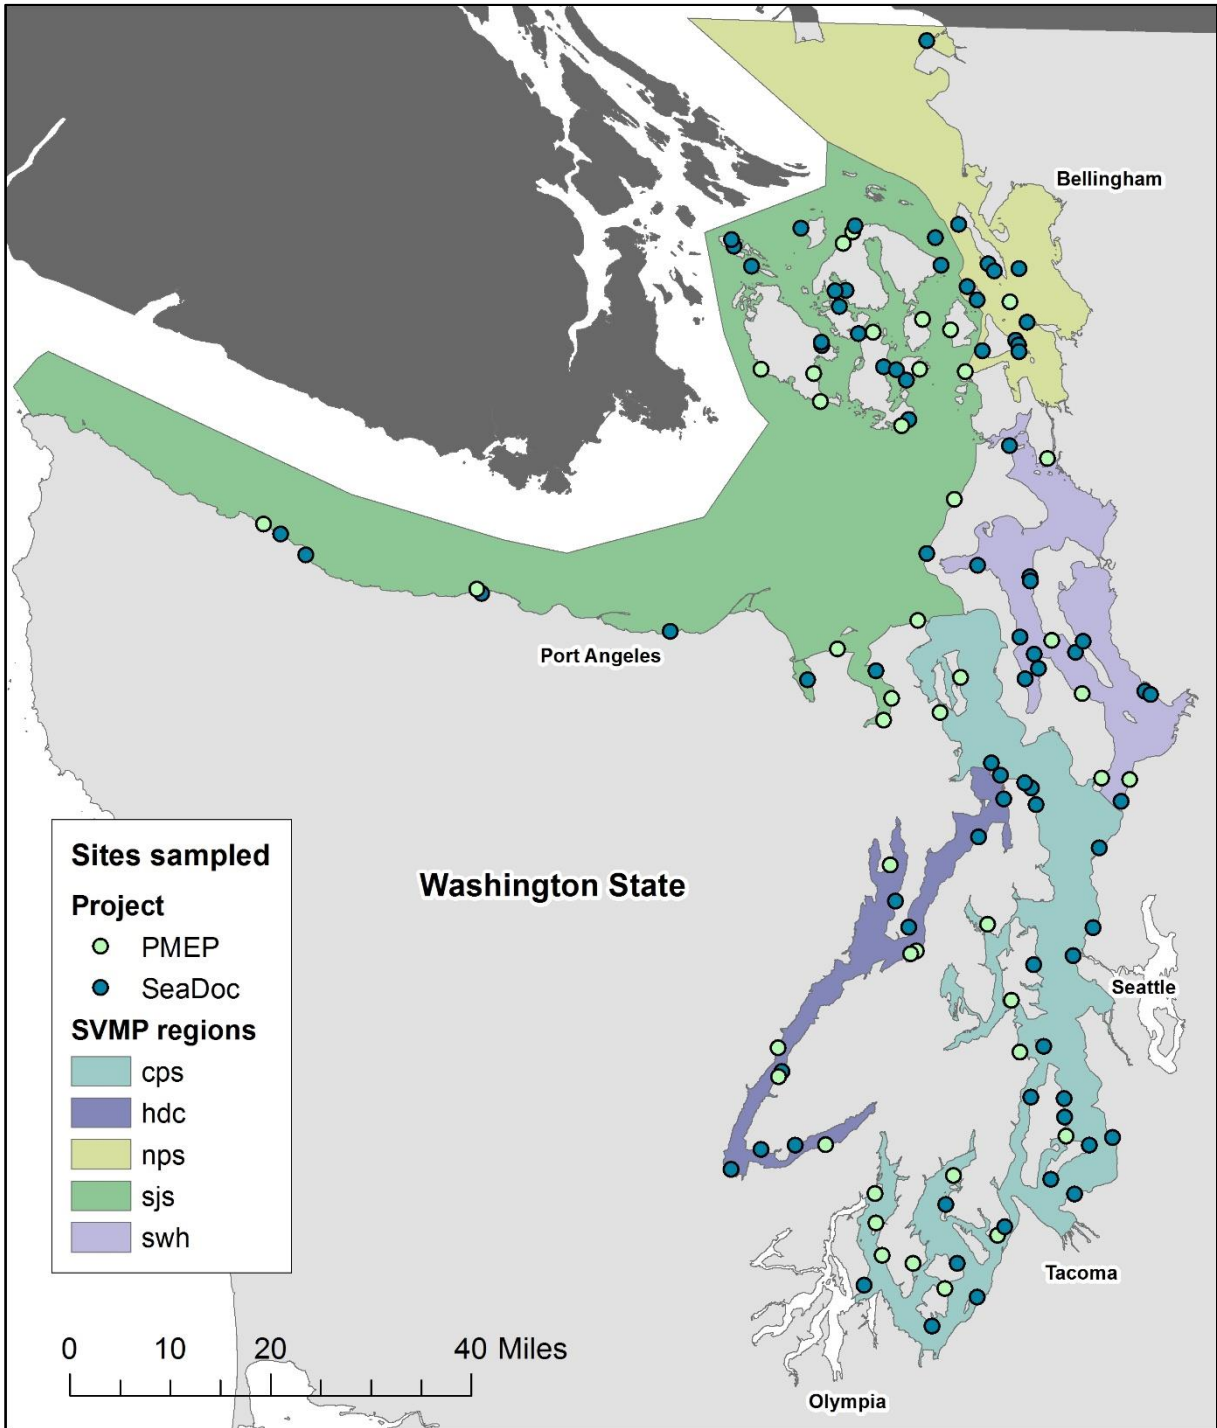 Bellingham
Port Angeles
Sites sampled
Project
PMEP
SeaDoc
SVMP regions
cps
hdc
nps
sjs
swh
Washington State
Seattle
Tacoma
0 10 20 40 Miles
Olympia